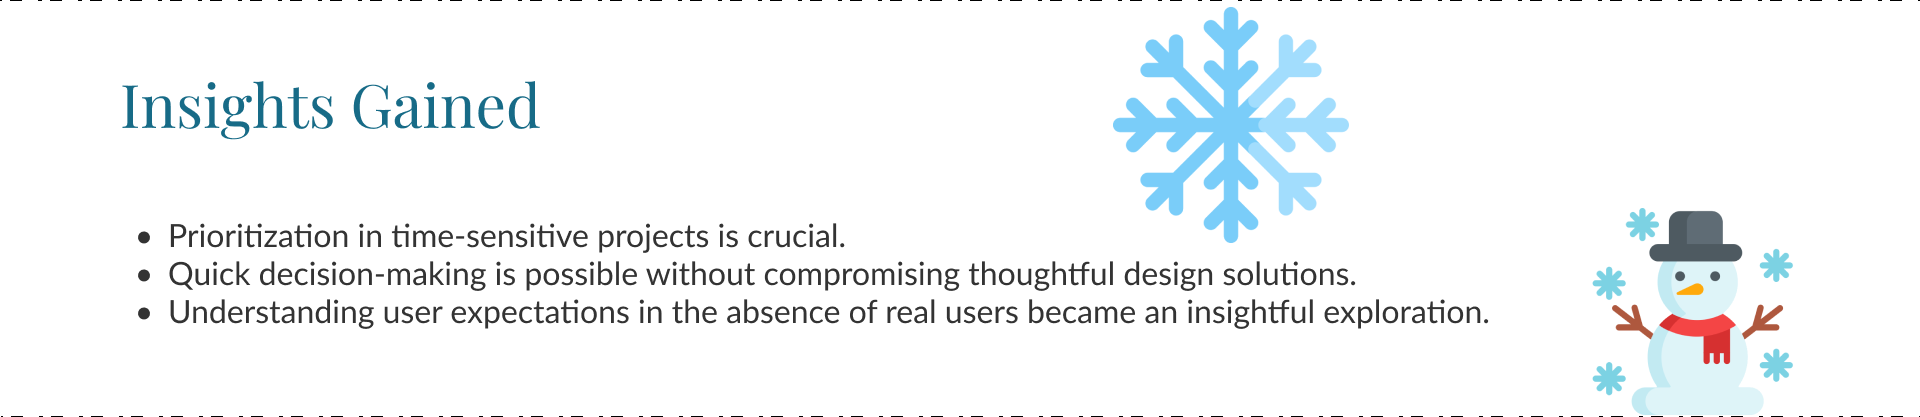 Insights Gained
• Prioritization in time-sensitive projects is crucial.
• Quick decision-making is possible without compromising thoughtful design solutions.
• Understanding user expectations in the absence of real users became an insightful exploration.